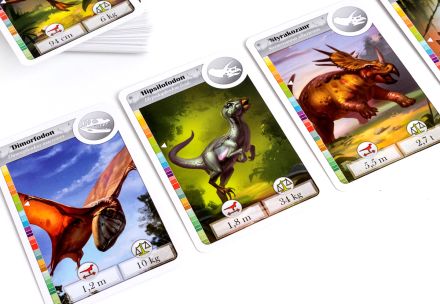 94 cm
6 kg
Dimorfodon
1,2 m
10 kg
Hipsilofodon
1,8 m
34 kg
Styrakozaur
5,5 m
2,7 t